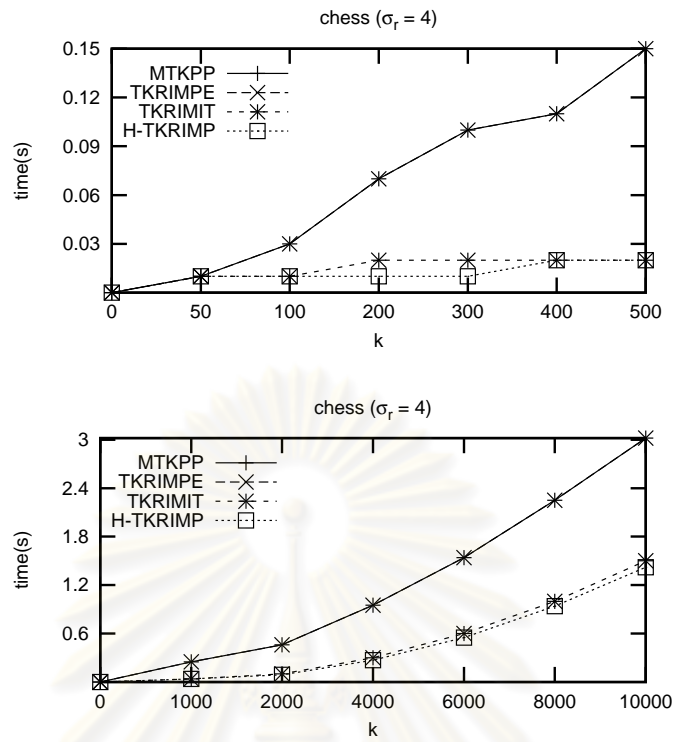 chess (σr = 4)
0.15
0.12
0.09
0.06
0.03
time(s)
MTKPP
TKRIMPE
TKRIMIT
H-TKRIMP
0 50 100 200 300 400 500
k
chess (σr = 4)
3
2.4
1.8
1.2
0.6
time(s)
MTKPP
TKRIMPE
TKRIMIT
H-TKRIMP
0 1000 2000 4000 6000 8000 10000
k